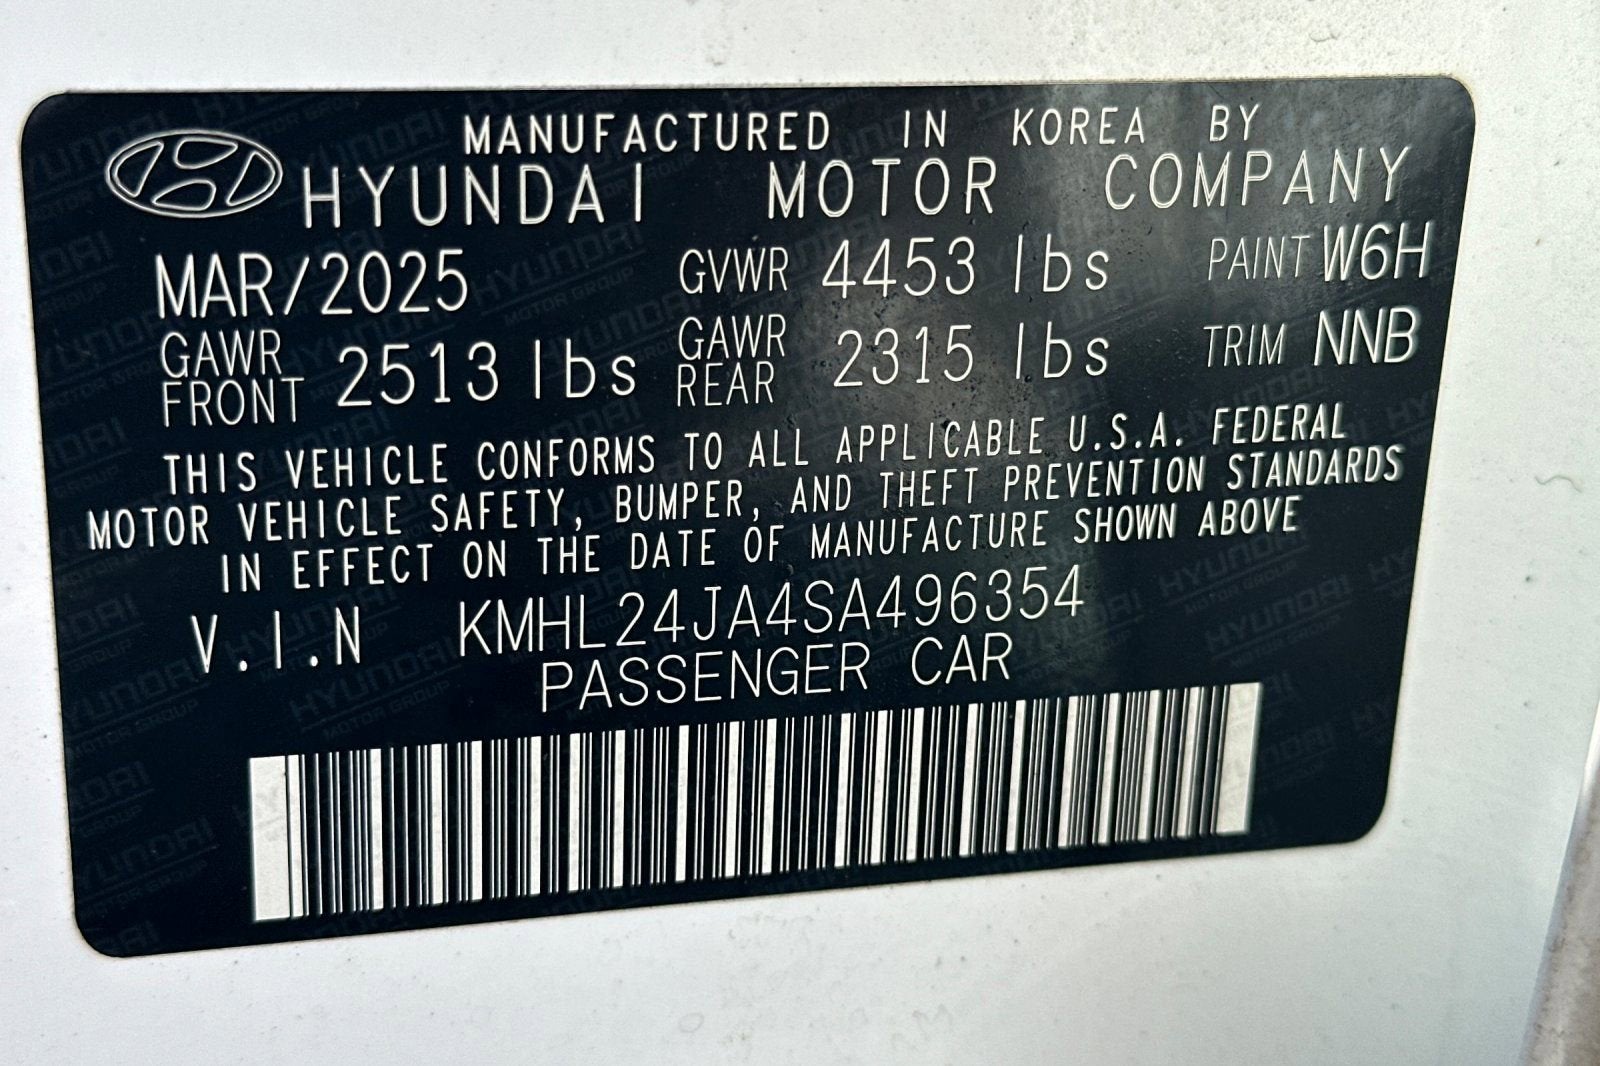 MANUFACTURED IN KOREA BY
HYUNDAI MOTOR COMPANY
MAR/2025 GVWR 4453 lbs PAINT W6H
GAWR FRONT 2513 lbs GAWR REAR 2315 lbs TRIM NNB
THIS VEHICLE CONFORMS TO ALL APPLICABLE U.S.A. FEDERAL
MOTOR VEHICLE SAFETY, BUMPER, AND THEFT PREVENTION STANDARDS
IN EFFECT ON THE DATE OF MANUFACTURE SHOWN ABOVE
V.I.N KMHL24JA4SA496354
PASSENGER CAR